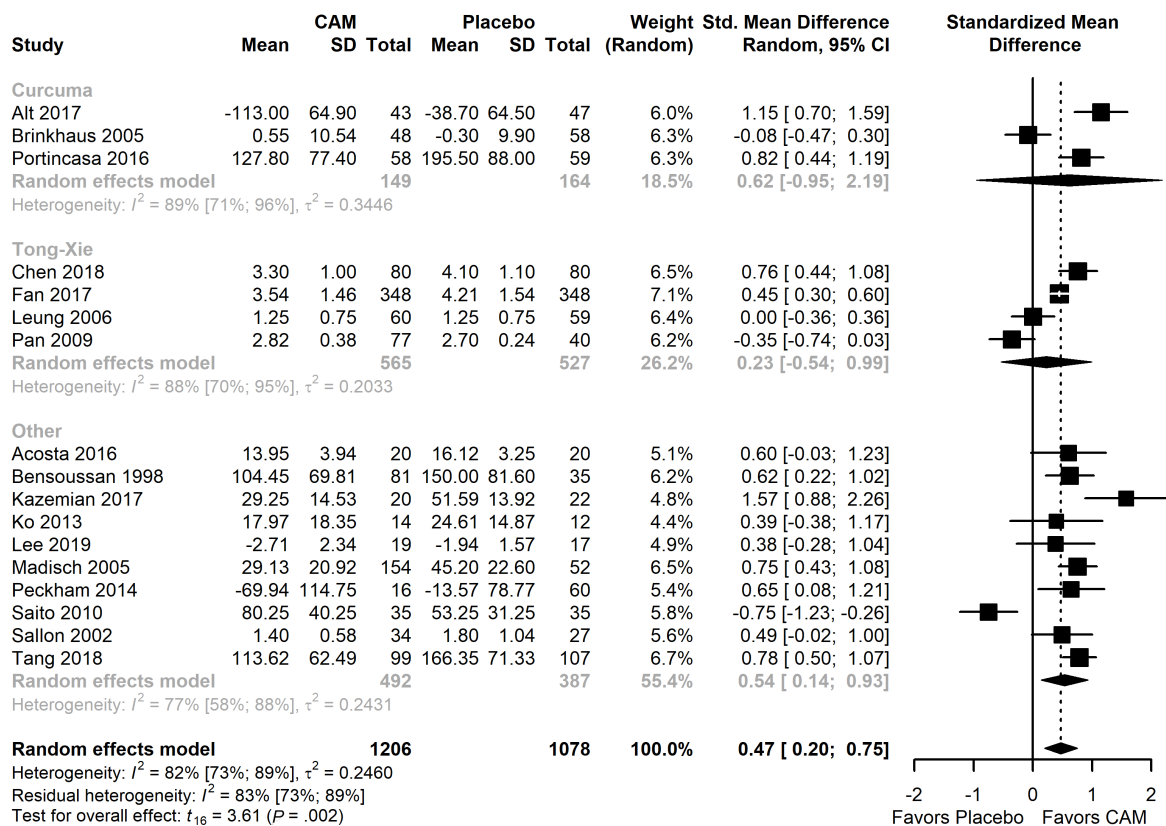 CAM Placebo Weight Std. Mean Difference Standardized Mean
Study Mean SD Total Mean SD Total (Random) Random, 95% CI Difference
Curcuma
Alt 2017 -113.00 64.90 43 -38.70 64.50 47 6.0% 1.15 [ 0.70; 1.59]
Brinkhaus 2005 0.55 10.54 48 -0.30 9.90 58 6.3% -0.08 [-0.47; 0.30]
Portincasa 2016 127.80 77.40 58 195.50 88.00 59 6.3% 0.82 [ 0.44; 1.19]
Random effects model 149 164 18.5% 0.62 [-0.95; 2.19]
Heterogeneity: I² = 89% [71%; 96%], τ² = 0.3446
Tong-Xie
Chen 2018 3.30 1.00 80 4.10 1.10 80 6.5% 0.76 [ 0.44; 1.08]
Fan 2017 3.54 1.46 348 4.21 1.54 348 7.1% 0.45 [ 0.30; 0.60]
Leung 2006 1.25 0.75 60 1.25 0.75 59 6.4% 0.00 [-0.36; 0.36]
Pan 2009 2.82 0.38 77 2.70 0.24 40 6.2% -0.35 [-0.74; 0.03]
Random effects model 565 527 26.2% 0.23 [-0.54; 0.99]
Heterogeneity: I² = 88% [70%; 95%], τ² = 0.2033
Other
Acosta 2016 13.95 3.94 20 16.12 3.25 20 5.1% 0.60 [-0.03; 1.23]
Bensoussan 1998 104.45 69.81 81 150.00 81.60 35 6.2% 0.62 [ 0.22; 1.02]
Kazemian 2017 29.25 14.53 20 51.59 13.92 22 4.8% 1.57 [ 0.88; 2.26]
Ko 2013 17.97 18.35 14 24.61 14.87 12 4.4% 0.39 [-0.38; 1.17]
Lee 2019 -2.71 2.34 19 -1.94 1.57 17 4.9% 0.38 [-0.28; 1.04]
Madisch 2005 29.13 20.92 154 45.20 22.60 52 6.5% 0.75 [ 0.43; 1.08]
Peckham 2014 -69.94 114.75 16 -13.57 78.77 60 5.4% 0.65 [ 0.08; 1.21]
Saito 2010 80.25 40.25 35 53.25 31.25 35 5.8% -0.75 [-1.23; -0.26]
Sallon 2002 1.40 0.58 34 1.80 1.04 27 5.6% 0.49 [-0.02; 1.00]
Tang 2018 113.62 62.49 99 166.35 71.33 107 6.7% 0.78 [ 0.50; 1.07]
Random effects model 492 387 55.4% 0.54 [ 0.14; 0.93]
Heterogeneity: I² = 77% [58%; 88%], τ² = 0.2431
Random effects model 1206 1078 100.0% 0.47 [ 0.20; 0.75]
Heterogeneity: I² = 82% [73%; 89%], τ² = 0.2460
Residual heterogeneity: I² = 83% [73%; 89%]
Test for overall effect: t₁₆ = 3.61 (P = .002)
-2 -1 0 1 2
Favors Placebo Favors CAM